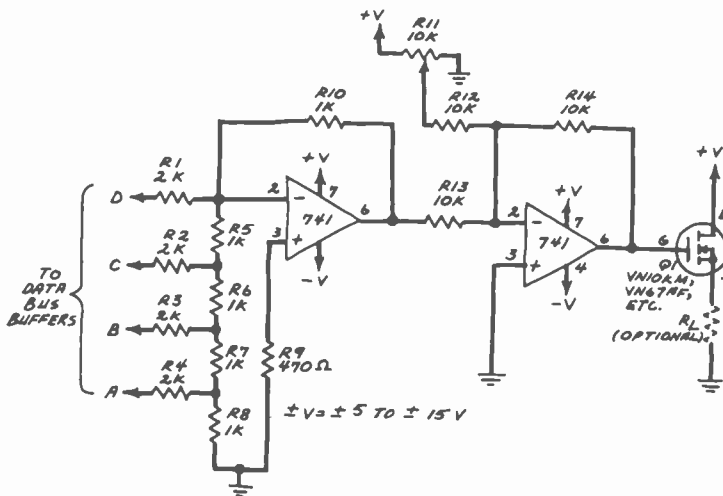 +V
R11
10K
R10
1K
R12
10K
R14
10K
+V
D
R1
2K
2
-
+V
7
741
6
3
+
-V
R13
10K
2
-
+V
7
741
6
3
+
4
-V
+V
G
Q1
VN10KM,
VN67AF,
ETC.
RL
(OPTIONAL)
TO
DATA
BUS
BUFFERS
R5
1K
C
R2
2K
R6
1K
B
R3
2K
R7
1K
A
R4
2K
R8
1K
R9
470Ω
±V = ±5 TO ±15 V